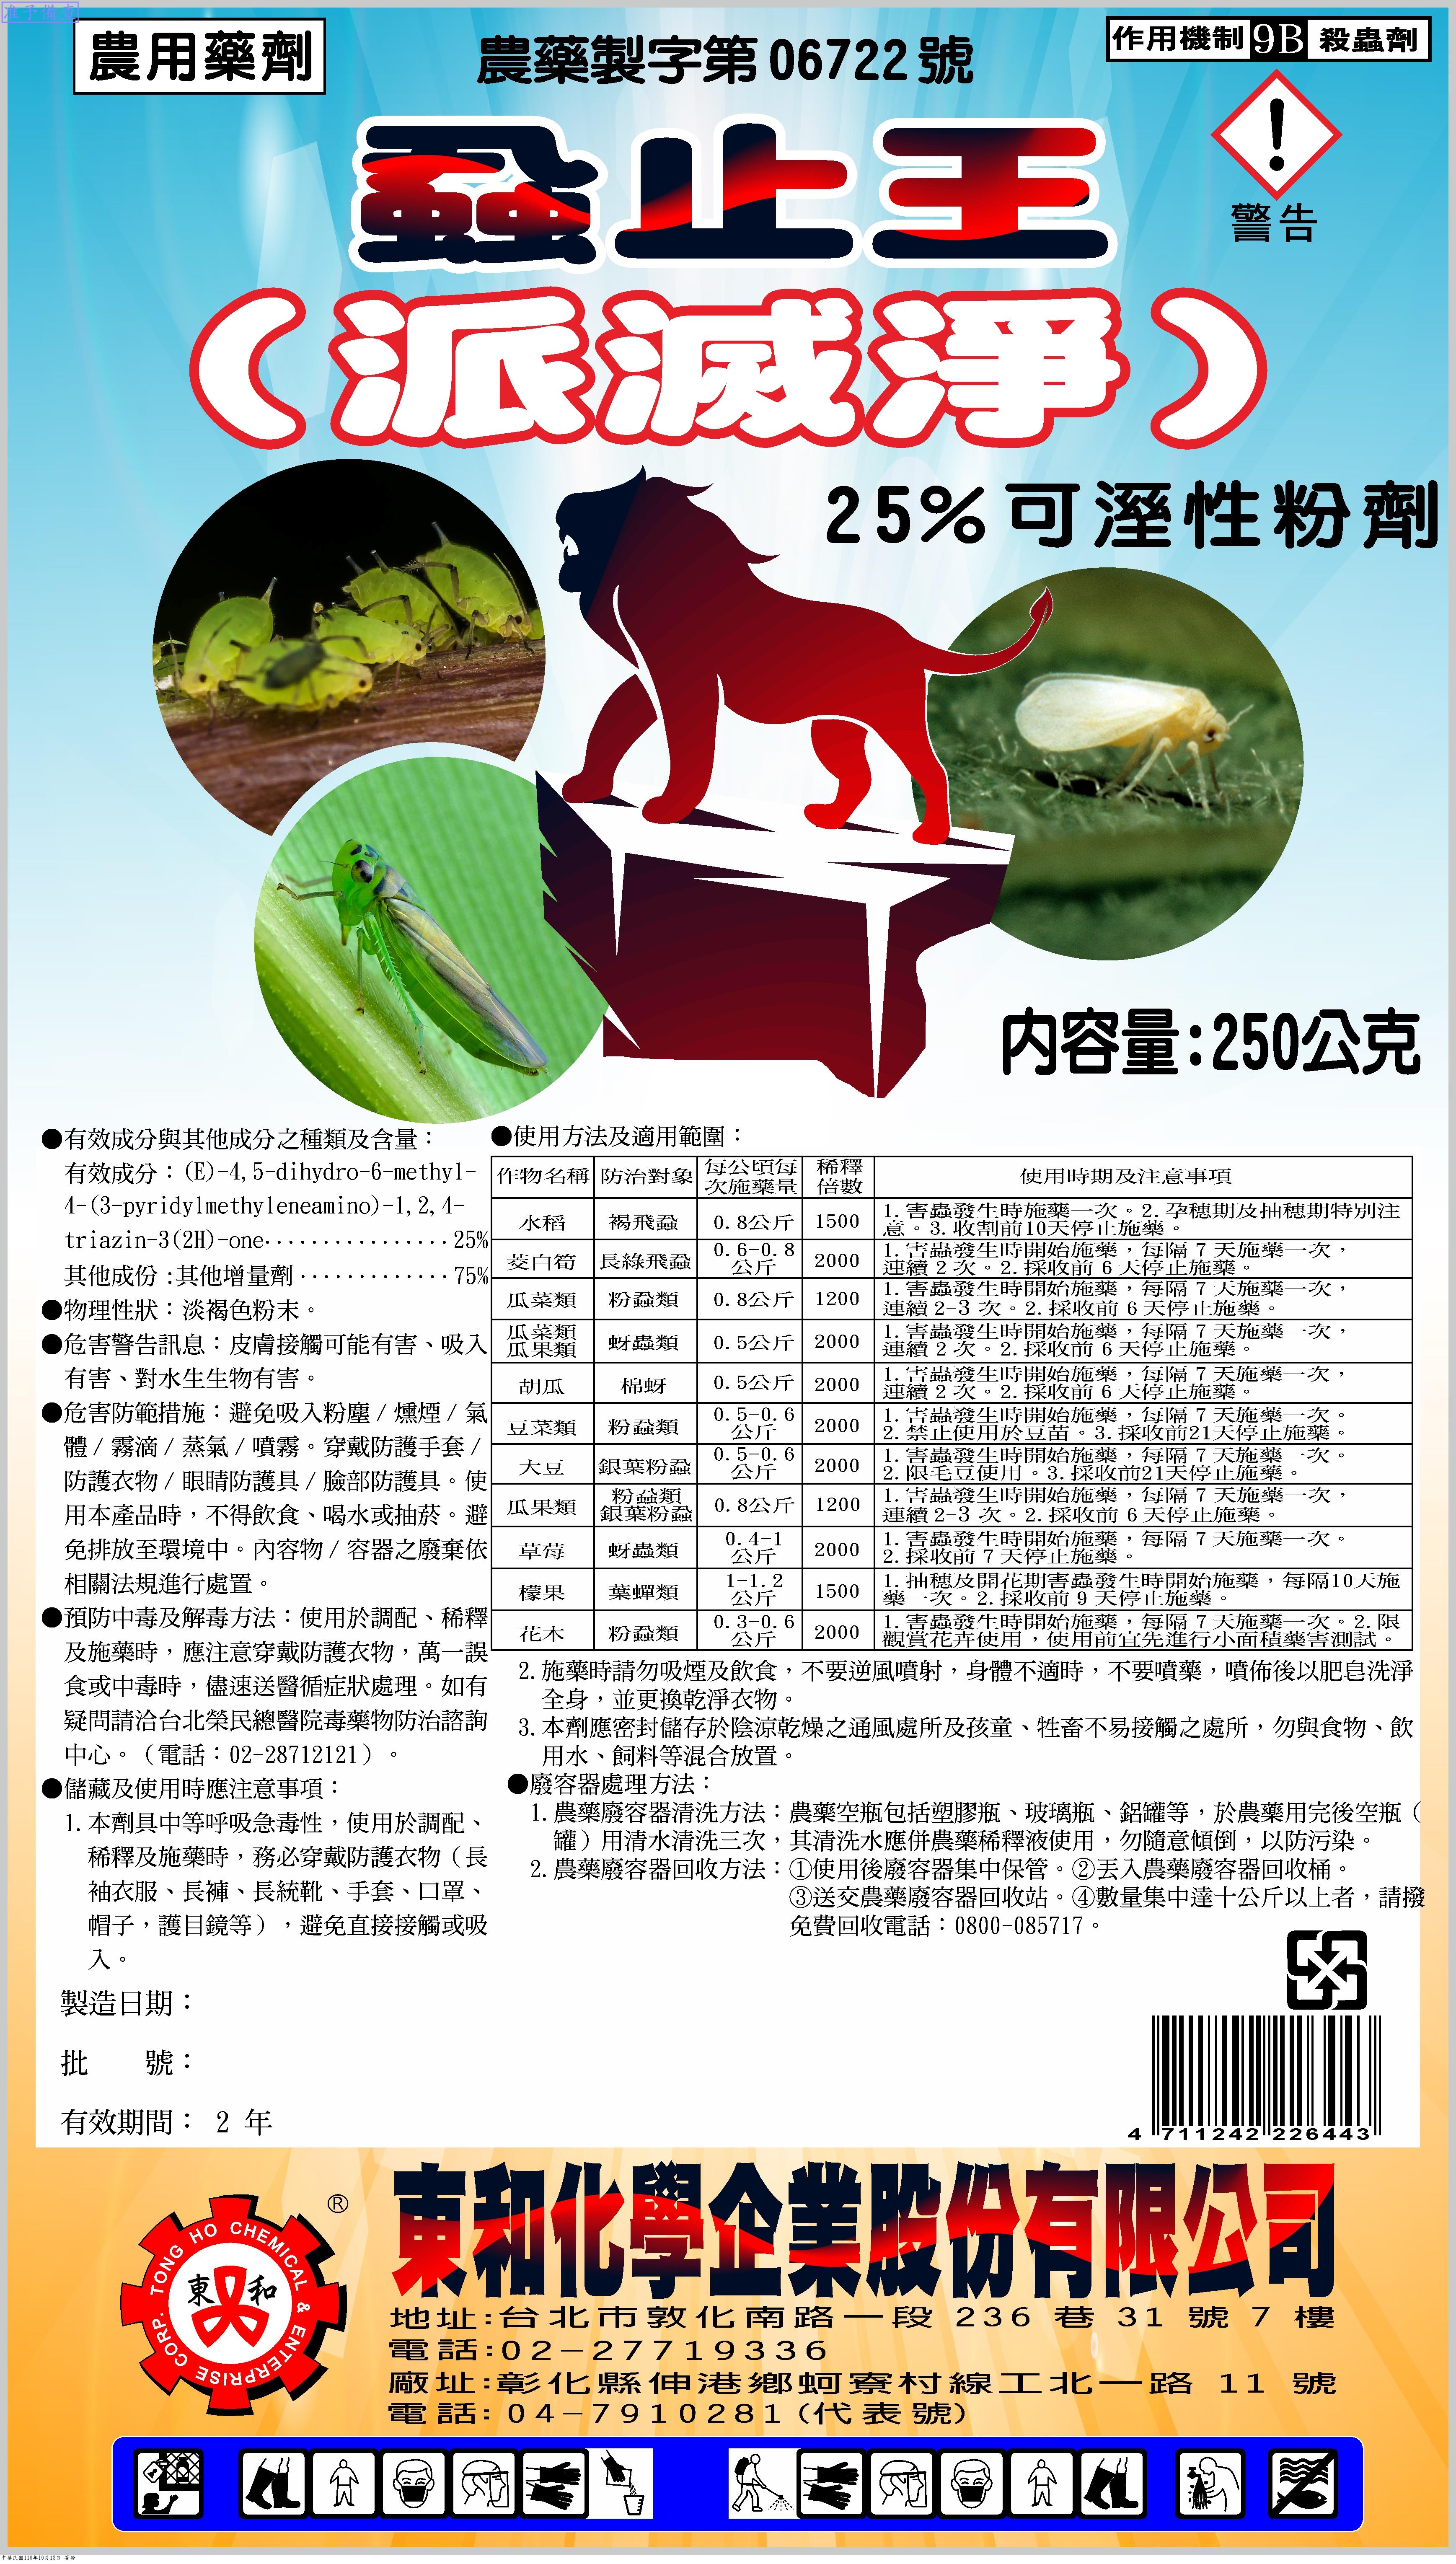 准予備查
農用藥劑
農藥製字第06722號
作用機制 9B 殺蟲劑
警告
蝨止王
(派滅淨)
25%可溼性粉劑
內容量:250公克
●有效成分與其他成分之種類及含量：
有效成分：(E)-4,5-dihydro-6-methyl-
4-(3-pyridylmethyleneamino)-1,2,4-
triazin-3(2H)-one················25%
其他成份：其他增量劑·············75%
●物理性狀：淡褐色粉末。
●危害警告訊息：皮膚接觸可能有害、吸入
有害、對水生生物有害。
●危害防範措施：避免吸入粉塵/燻煙/氣
體/霧滴/蒸氣/噴霧。穿戴防護手套/
防護衣物/眼睛防護具/臉部防護具。使
用本產品時，不得飲食、喝水或抽菸。避
免排放至環境中。內容物/容器之廢棄依
相關法規進行處置。
●預防中毒及解毒方法：使用於調配、稀釋
及施藥時，應注意穿戴防護衣物，萬一誤
食或中毒時，儘速送醫循症狀處理。如有
疑問請洽台北榮民總醫院毒藥物防治諮詢
中心。（電話：02-28712121）。
●儲藏及使用時應注意事項：
1.本劑具中等呼吸急毒性，使用於調配、
稀釋及施藥時，務必穿戴防護衣物（長
袖衣服、長褲、長統靴、手套、口罩、
帽子，護目鏡等），避免直接接觸或吸
入。
●使用方法及適用範圍：
作物名稱 防治對象 每公頃每次施藥量 稀釋倍數 使用時期及注意事項
水稻 褐飛蝨 0.8公斤 1500 1.害蟲發生時施藥一次。2.孕穗期及抽穗期特別注
意。3.收割前10天停止施藥。
茭白筍 長綠飛蝨 0.6-0.8公斤 2000 1.害蟲發生時開始施藥，每隔 7 天施藥一次，
連續 2 次。2.採收前 6 天停止施藥。
瓜菜類 粉蝨類 0.8公斤 1200 1.害蟲發生時開始施藥，每隔 7 天施藥一次，
連續 2-3 次。2.採收前 6 天停止施藥。
瓜菜類 瓜果類 蚜蟲類 0.5公斤 2000 1.害蟲發生時開始施藥，每隔 7 天施藥一次，
連續 2 次。2.採收前 6 天停止施藥。
胡瓜 棉蚜 0.5公斤 2000 1.害蟲發生時開始施藥，每隔 7 天施藥一次，
連續 2 次。2.採收前 6 天停止施藥。
豆菜類 粉蝨類 0.5-0.6公斤 2000 1.害蟲發生時開始施藥，每隔 7 天施藥一次。
2.禁止使用於豆苗。3.採收前21天停止施藥。
大豆 銀葉粉蝨 0.5-0.6公斤 2000 1.害蟲發生時開始施藥，每隔 7 天施藥一次。
2.限毛豆使用。3.採收前21天停止施藥。
瓜果類 粉蝨類 銀葉粉蝨 0.8公斤 1200 1.害蟲發生時開始施藥，每隔 7 天施藥一次，
連續 2-3 次。2.採收前 6 天停止施藥。
草莓 蚜蟲類 0.4-1公斤 2000 1.害蟲發生時開始施藥，每隔 7 天施藥一次。
2.採收前 7 天停止施藥。
檬果 葉蟬類 1-1.2公斤 1500 1.抽穗及開花期害蟲發生時開始施藥，每隔10天施
藥一次。2.採收前 9 天停止施藥。
花木 粉蝨類 0.3-0.6公斤 2000 1.害蟲發生時開始施藥，每隔 7 天施藥一次。2.限
觀賞花卉使用，使用前宜先進行小面積藥害測試。
2.施藥時請勿吸煙及飲食，不要逆風噴射，身體不適時，不要噴藥，噴佈後以肥皂洗淨
全身，並更換乾淨衣物。
3.本劑應密封儲存於陰涼乾燥之通風處所及孩童、牲畜不易接觸之處所，勿與食物、飲
用水、飼料等混合放置。
●廢容器處理方法：
1.農藥廢容器清洗方法：農藥空瓶包括塑膠瓶、玻璃瓶、鋁罐等，於農藥用完後空瓶（
罐）用清水清洗三次，其清洗水應併農藥稀釋液使用，勿隨意傾倒，以防污染。
2.農藥廢容器回收方法：①使用後廢容器集中保管。②丟入農藥廢容器回收桶。
③送交農藥廢容器回收站。④數量集中達十公斤以上者，請撥
免費回收電話：0800-085717。
製造日期：
批　號：
有效期間： 2 年
4 711242 226443
東和化學企業股份有限公司
地址:台北市敦化南路一段 236 巷 31 號 7 樓
電話:02-27719336
廠址:彰化縣伸港鄉蚵寮村線工北一路 11 號
電話:04-7910281(代表號)
®
TONG HO CHEMICAL & ENTERPRISE CORP.
東 和